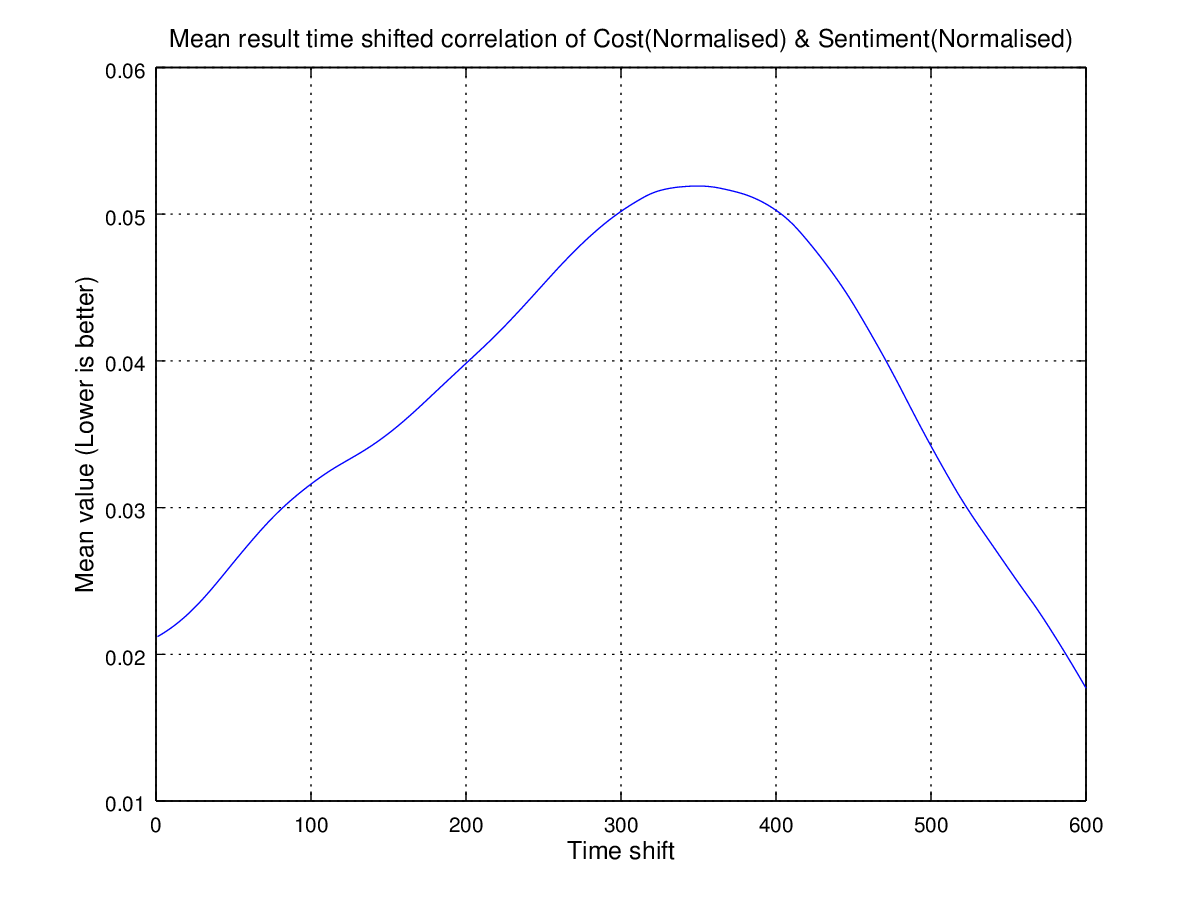 Mean result time shifted correlation of Cost(Normalised) & Sentiment(Normalised)
0.06
0.05
0.04
0.03
0.02
0.01
Mean value (Lower is better)
0 100 200 300 400 500 600
Time shift